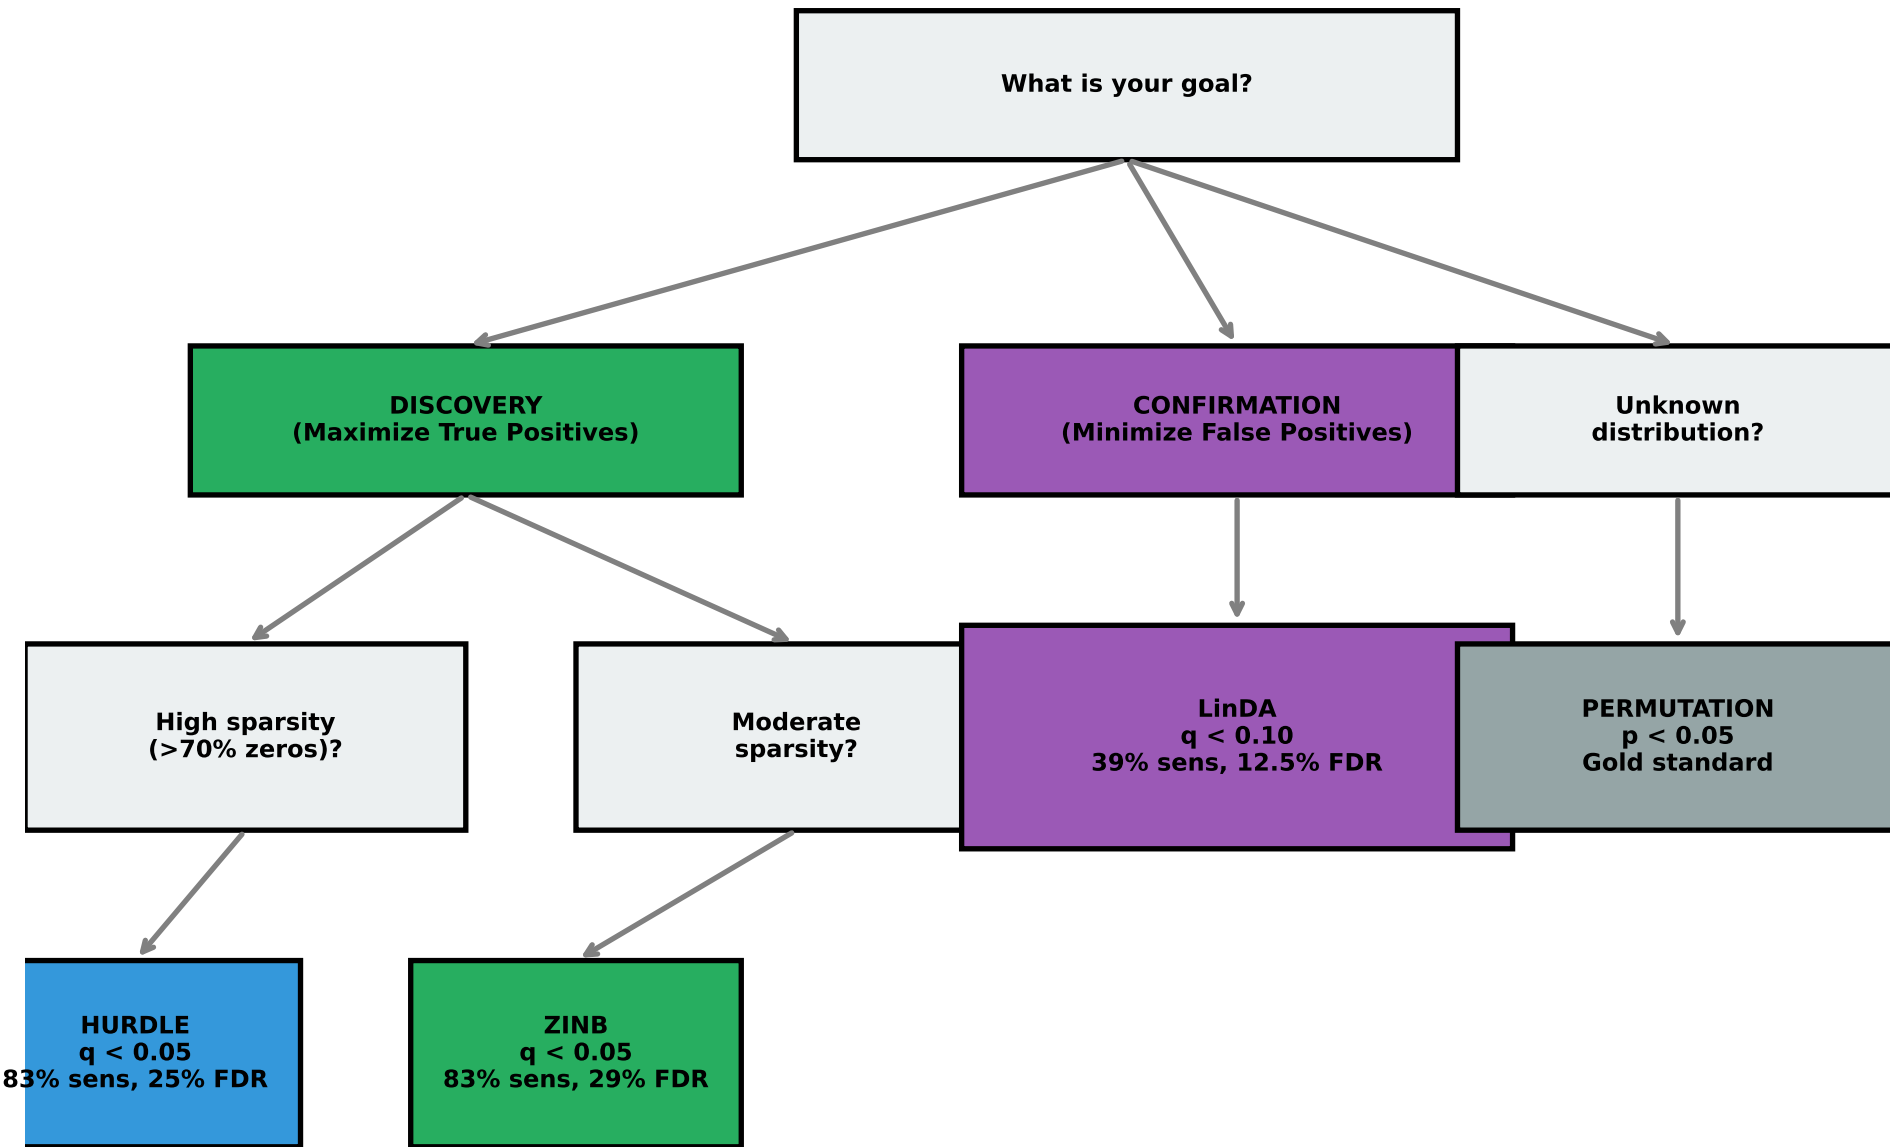 What is your goal?
DISCOVERY
(Maximize True Positives)
CONFIRMATION
(Minimize False Positives)
Unknown
distribution?
High sparsity
(>70% zeros)?
Moderate
sparsity?
LinDA
q < 0.10
39% sens, 12.5% FDR
PERMUTATION
p < 0.05
Gold standard
HURDLE
q < 0.05
83% sens, 25% FDR
ZINB
q < 0.05
83% sens, 29% FDR